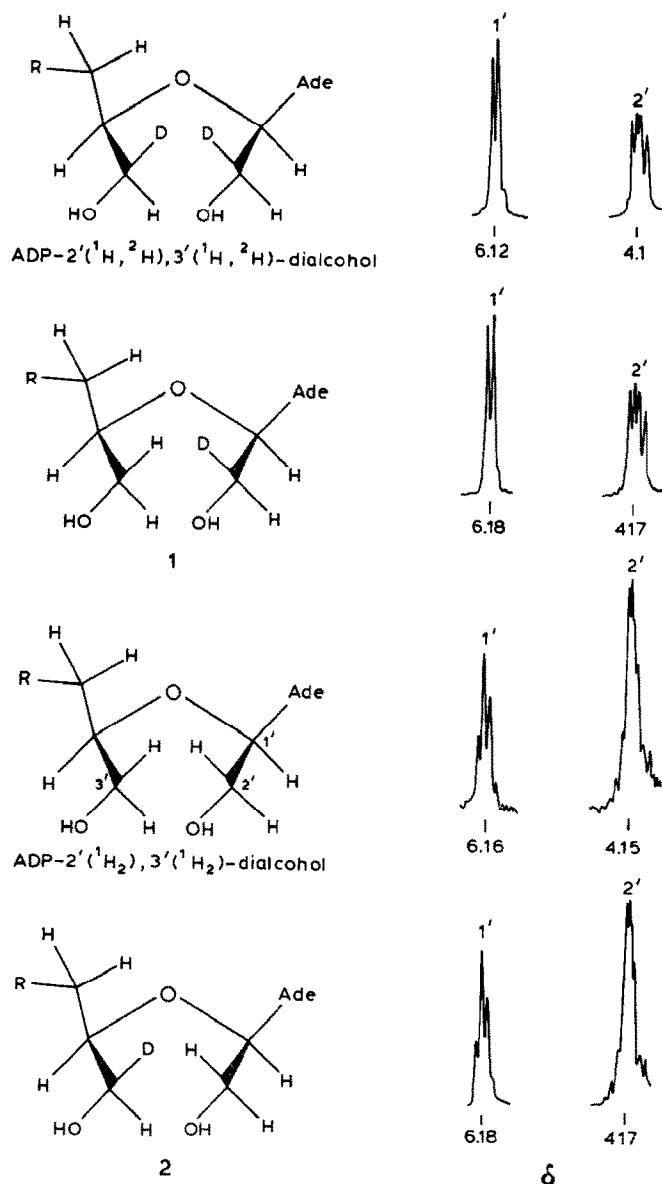 H
H
R
O
Ade
D
D
H
H
HO
H
OH
H
ADP-2'(¹H, ²H),3'(¹H, ²H)-dialcohol
1'
2'
6.12
4.1
H
H
R
O
Ade
H
D
H
H
HO
H
OH
H
1
1'
2'
6.18
417
H
H
R
O
Ade
H
H
1'
H
H
3'
2'
HO
H
OH
H
ADP-2'(¹H₂),3'(¹H₂)-dialcohol
1'
2'
6.16
4.15
H
H
R
O
Ade
D
H
H
H
HO
H
OH
H
2
1'
2'
6.18
417
δ